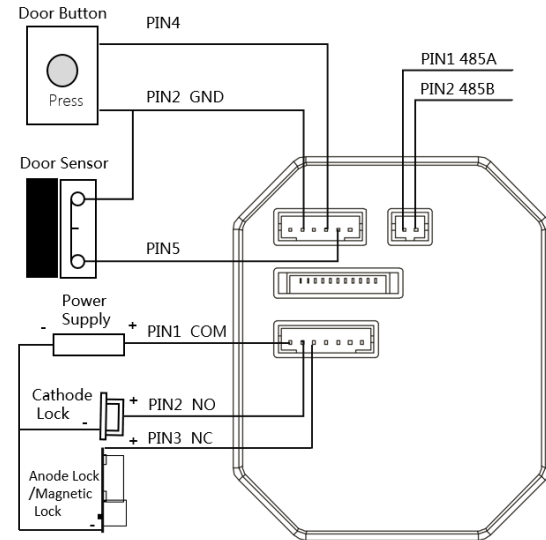 Door Button
PIN4
PIN1 485A
Press
PIN2 GND
PIN2 485B
Door Sensor
PIN5
Power
Supply
- +
PIN1 COM
Cathode
Lock
+
-
PIN2 NO
+
PIN3 NC
Anode Lock
/Magnetic
Lock
-